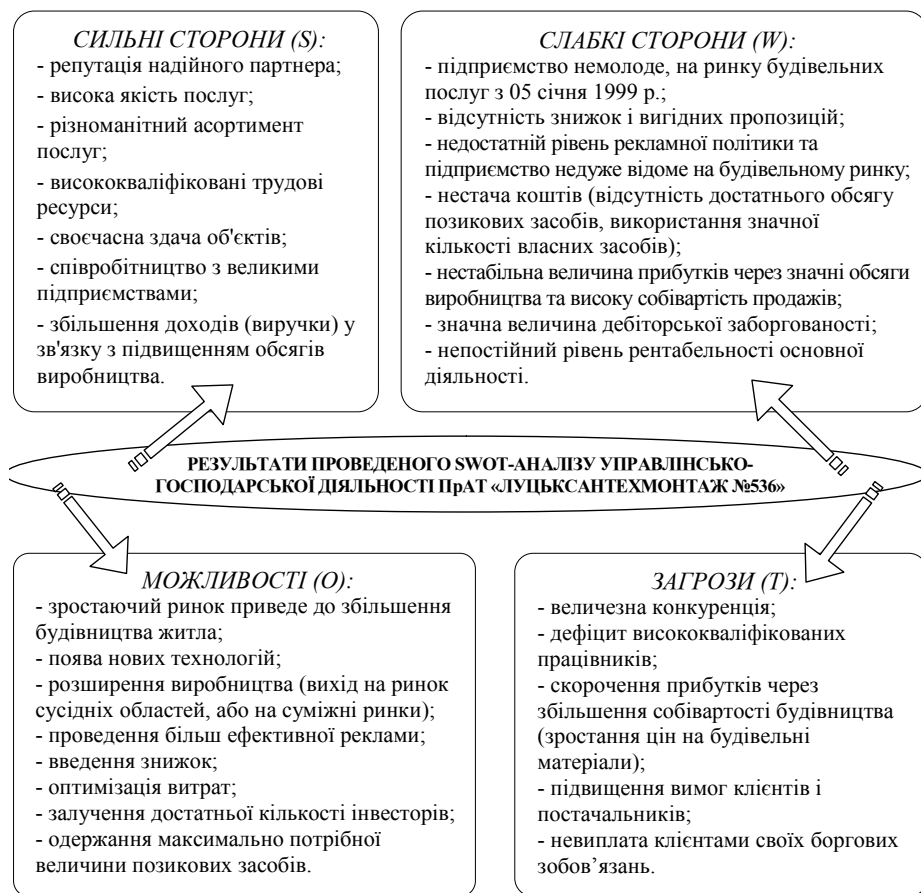 СИЛЬНІ СТОРОНИ (S):
- репутація надійного партнера;
- висока якість послуг;
- різноманітний асортимент
послуг;
- висококваліфіковані трудові
ресурси;
- своєчасна здача об'єктів;
- співробітництво з великими
підприємствами;
- збільшення доходів (виручки) у
зв'язку з підвищенням обсягів
виробництва.
СЛАБКІ СТОРОНИ (W):
- підприємство немолоде, на ринку будівельних
послуг з 05 січня 1999 р.;
- відсутність знижок і вигідних пропозицій;
- недостатній рівень рекламної політики та
підприємство недуже відоме на будівельному ринку;
- нестача коштів (відсутність достатнього обсягу
позикових засобів, використання значної
кількості власних засобів);
- нестабільна величина прибутків через значні обсяги
виробництва та високу собівартість продажів;
- значна величина дебіторської заборгованості;
- непостійний рівень рентабельності основної
діяльності.
РЕЗУЛЬТАТИ ПРОВЕДЕНОГО SWOT-АНАЛІЗУ УПРАВЛІНСЬКО-
ГОСПОДАРСЬКОЇ ДІЯЛЬНОСТІ ПрАТ «ЛУЦЬКСАНТЕХМОНТАЖ №536»
МОЖЛИВОСТІ (О):
- зростаючий ринок приведе до збільшення
будівництва житла;
- поява нових технологій;
- розширення виробництва (вихід на ринок
сусідніх областей, або на суміжні ринки);
- проведення більш ефективної реклами;
- введення знижок;
- оптимізація витрат;
- залучення достатньої кількості інвесторів;
- одержання максимально потрібної
величини позикових засобів.
ЗАГРОЗИ (Т):
- величезна конкуренція;
- дефіцит висококваліфікованих
працівників;
- скорочення прибутків через
збільшення собівартості будівництва
(зростання цін на будівельні
матеріали);
- підвищення вимог клієнтів і
постачальників;
- невиплата клієнтами своїх боргових
зобов’язань.